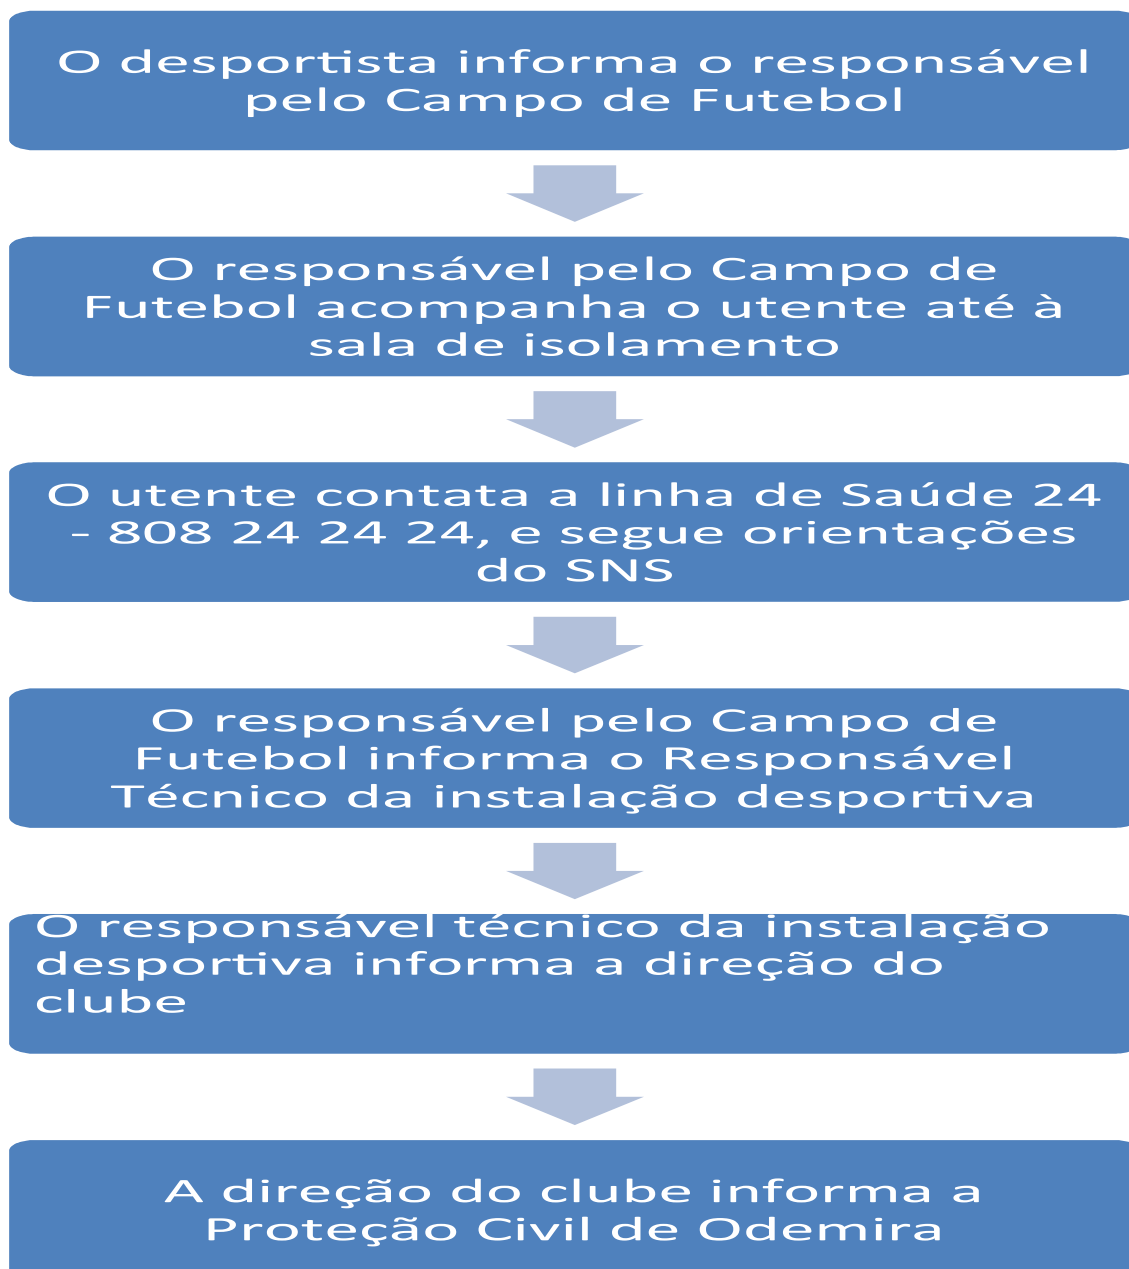 O desportista informa o responsável
pelo Campo de Futebol
O responsável pelo Campo de
Futebol acompanha o utente até à
sala de isolamento
O utente contata a linha de Saúde 24
- 808 24 24 24, e segue orientações
do SNS
O responsável pelo Campo de
Futebol informa o Responsável
Técnico da instalação desportiva
O responsável técnico da instalação
desportiva informa a direção do
clube
A direção do clube informa a
Proteção Civil de Odemira